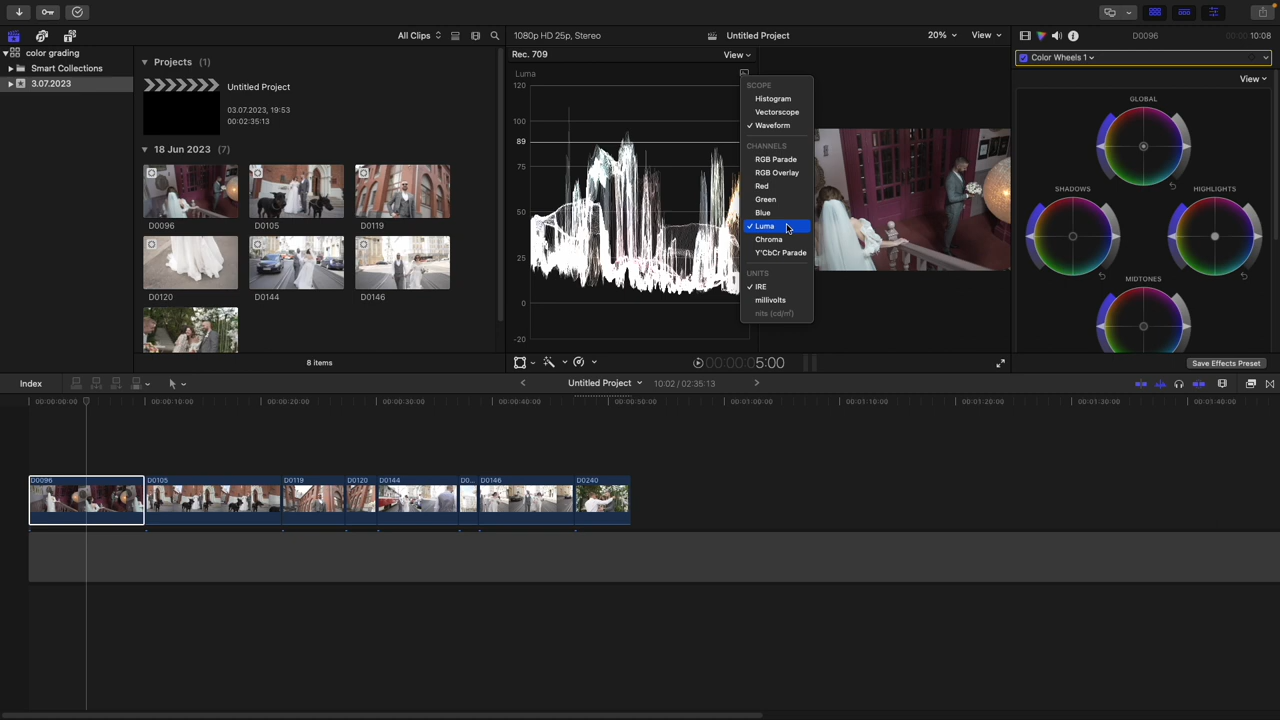 All Clips
1080p HD 25p, Stereo
Untitled Project
20%
View
D0096
00:00:10:08
color grading
Smart Collections
3.07.2023
Projects (1)
Untitled Project
03.07.2023, 19:53
00:02:35:13
18 Jun 2023 (7)
D0096
D0105
D0119
D0120
D0144
D0146
8 items
Rec. 709
View
Luma
120
100
89
75
50
25
0
-20
SCOPE
Histogram
Vectorscope
✓ Waveform
CHANNELS
RGB Parade
RGB Overlay
Red
Green
Blue
✓ Luma
Chroma
Y'CbCr Parade
UNITS
✓ IRE
millivolts
nits (cd/m²)
00:00:00:05:00
Color Wheels 1
View
GLOBAL
SHADOWS
HIGHLIGHTS
MIDTONES
Save Effects Preset
Index
Untitled Project
10:02 / 02:35:13
00:00:00:00
00:00:10:00
00:00:20:00
00:00:30:00
00:00:40:00
00:00:50:00
00:01:00:00
00:01:10:00
00:01:20:00
00:01:30:00
00:01:40:00
D0096
D0105
D0119
D0120
D0144
D0...
D0146
D0240